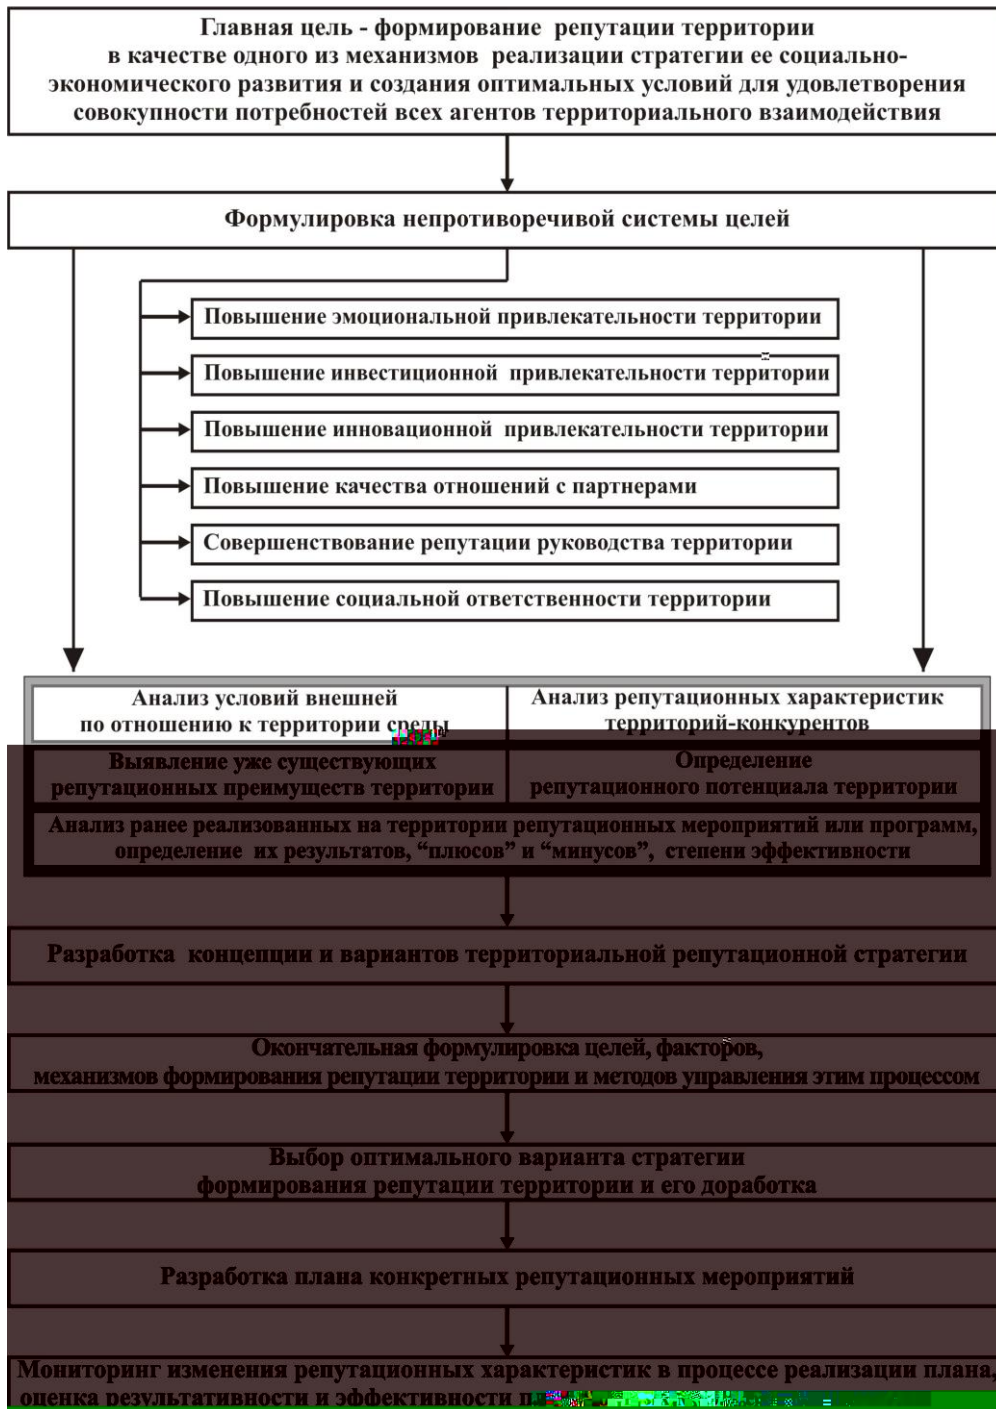 Главная цель - формирование репутации территории
в качестве одного из механизмов реализации стратегии ее социально-
экономического развития и создания оптимальных условий для удовлетворения
совокупности потребностей всех агентов территориального взаимодействия
Формулировка непротиворечивой системы целей
Повышение эмоциональной привлекательности территории
Повышение инвестиционной привлекательности территории
Повышение инновационной привлекательности территории
Повышение качества отношений с партнерами
Совершенствование репутации руководства территории
Повышение социальной ответственности территории
Анализ условий внешней
по отношению к территории среды
Анализ репутационных характеристик
территорий-конкурентов
Выявление уже существующих
репутационных преимуществ территории
Определение
репутационного потенциала территории
Анализ ранее реализованных на территории репутационных мероприятий или программ,
определение их результатов, “плюсов” и “минусов”, степени эффективности
Разработка концепции и вариантов территориальной репутационной стратегии
Окончательная формулировка целей, факторов,
механизмов формирования репутации территории и методов управления этим процессом
Выбор оптимального варианта стратегии
формирования репутации территории и его доработка
Разработка плана конкретных репутационных мероприятий
Мониторинг изменения репутационных характеристик в процессе реализации плана,
оценка результативности и эффективности